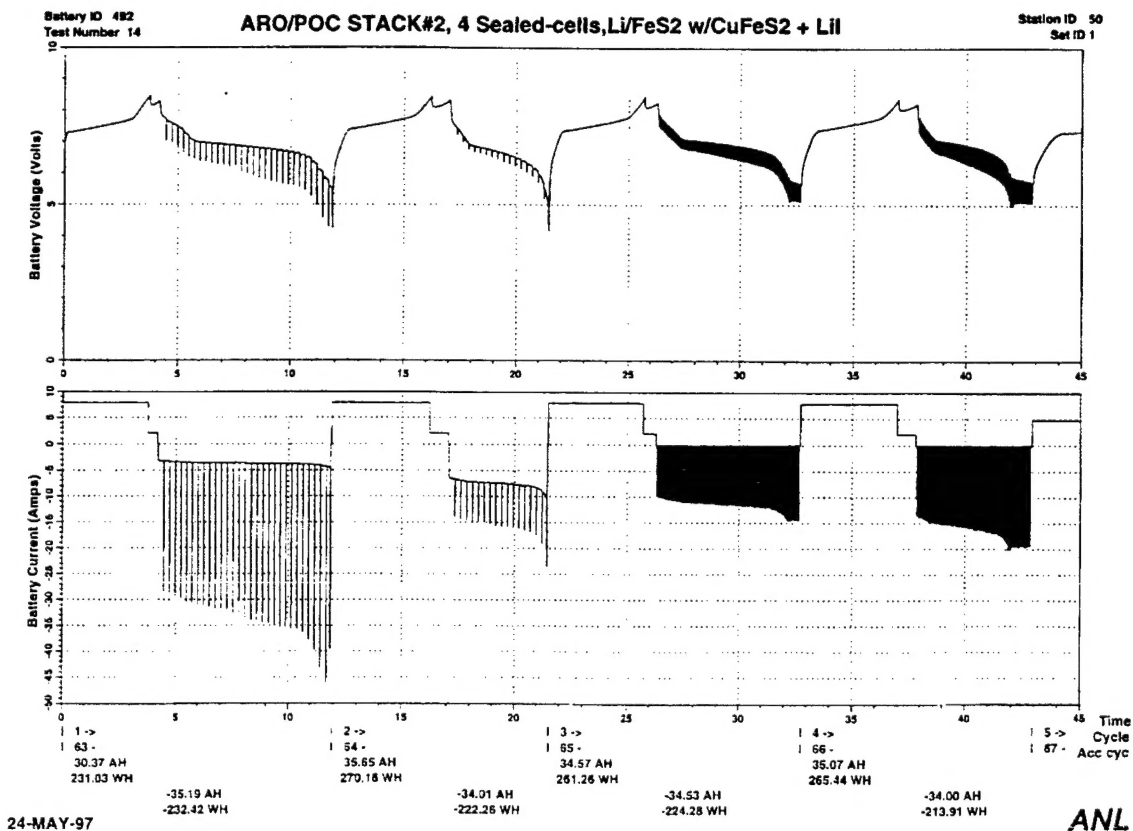 Battery ID 492
Test Number 14
ARO/POC STACK#2, 4 Sealed-cells, Li/FeS2 w/CuFeS2 + LiI
Station ID 50
Set ID 1
Battery Voltage (Volts)
10
5
0
0 5 10 15 20 25 30 35 40 45
Battery Current (Amps)
10
5
0
-5
-10
-15
-20
-25
-30
-35
-40
-45
-50
0 5 10 15 20 25 30 35 40 45
Time
1 -> 2 -> 3 -> 4 -> 5 -> Cycle
63 - 64 - 65 - 66 - 67 - Acc cyc
30.37 AH 35.65 AH 34.57 AH 35.07 AH
231.03 WH 270.16 WH 261.26 WH 265.44 WH
-35.19 AH -34.01 AH -34.53 AH -34.00 AH
-232.42 WH -222.26 WH -224.28 WH -213.91 WH
24-MAY-97
ANL